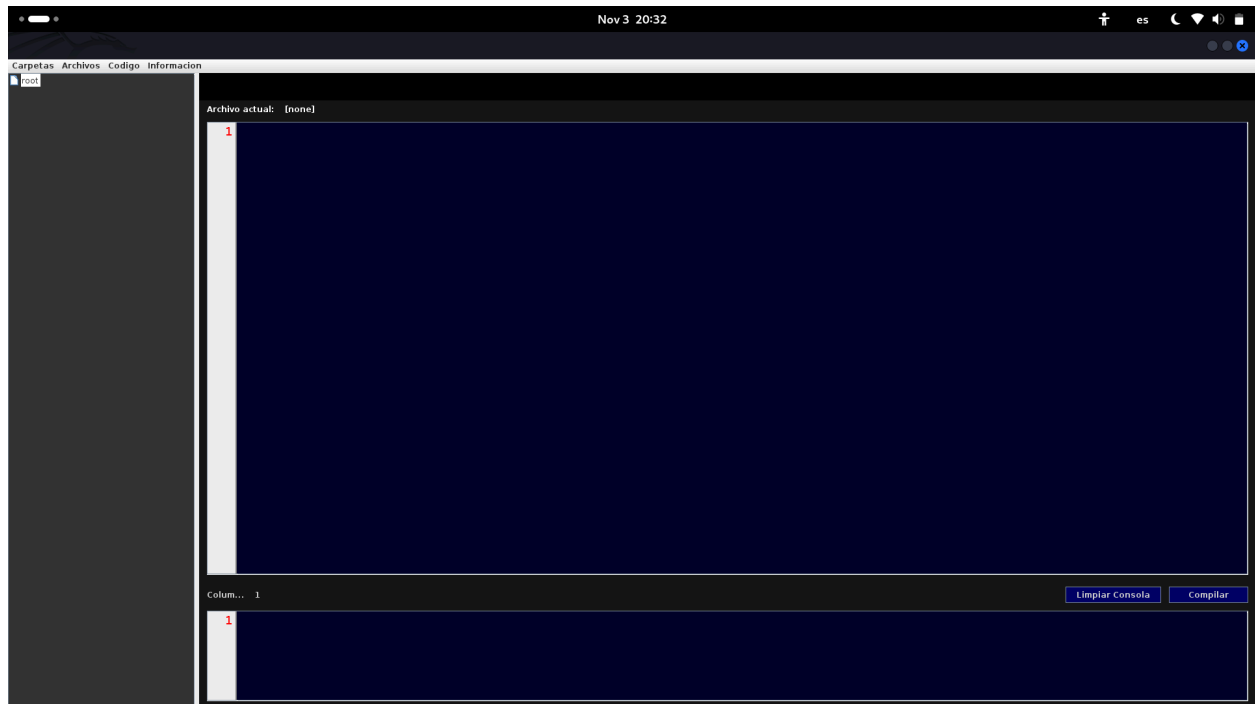 Nov 3 20:32 es
Carpetas Archivos Codigo Informacion
root
Archivo actual: [none]
1
Colum... 1 Limpiar Consola Compilar
1